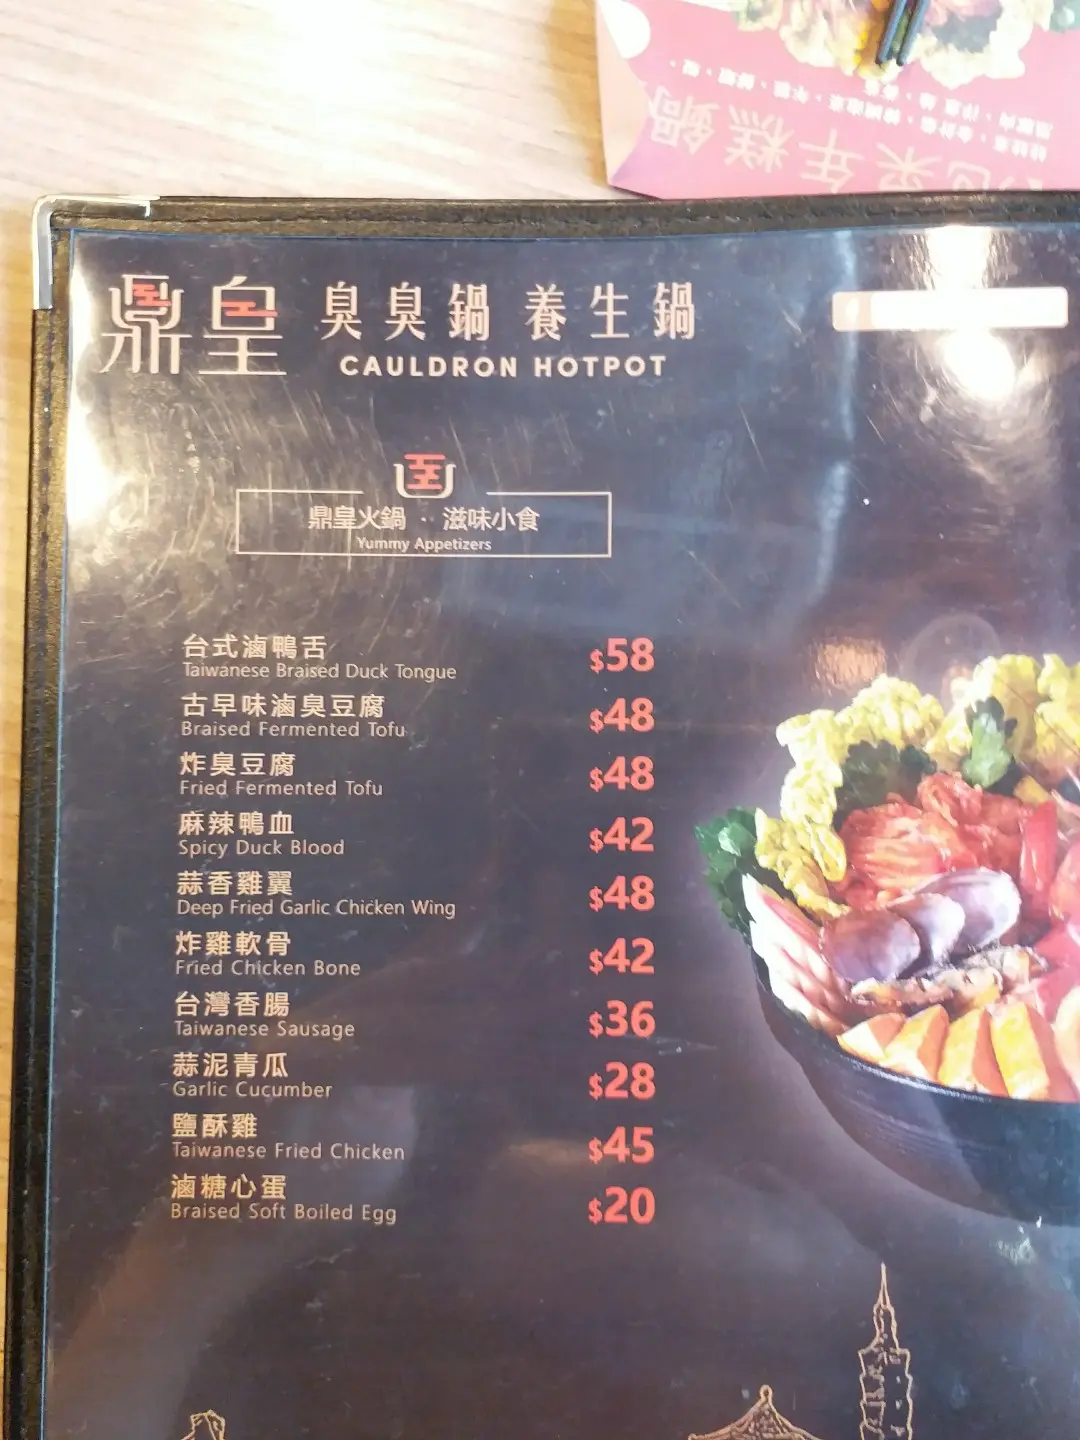 鼎皇 臭臭鍋 養生鍋
CAULDRON HOTPOT
鼎皇火鍋 · 滋味小食
Yummy Appetizers
台式滷鴨舌 $58
Taiwanese Braised Duck Tongue
古早味滷臭豆腐 $48
Braised Fermented Tofu
炸臭豆腐 $48
Fried Fermented Tofu
麻辣鴨血 $42
Spicy Duck Blood
蒜香雞翼 $48
Deep Fried Garlic Chicken Wing
炸雞軟骨 $42
Fried Chicken Bone
台灣香腸 $36
Taiwanese Sausage
蒜泥青瓜 $28
Garlic Cucumber
鹽酥雞 $45
Taiwanese Fried Chicken
滷糖心蛋 $20
Braised Soft Boiled Egg
泡菜年糕鍋